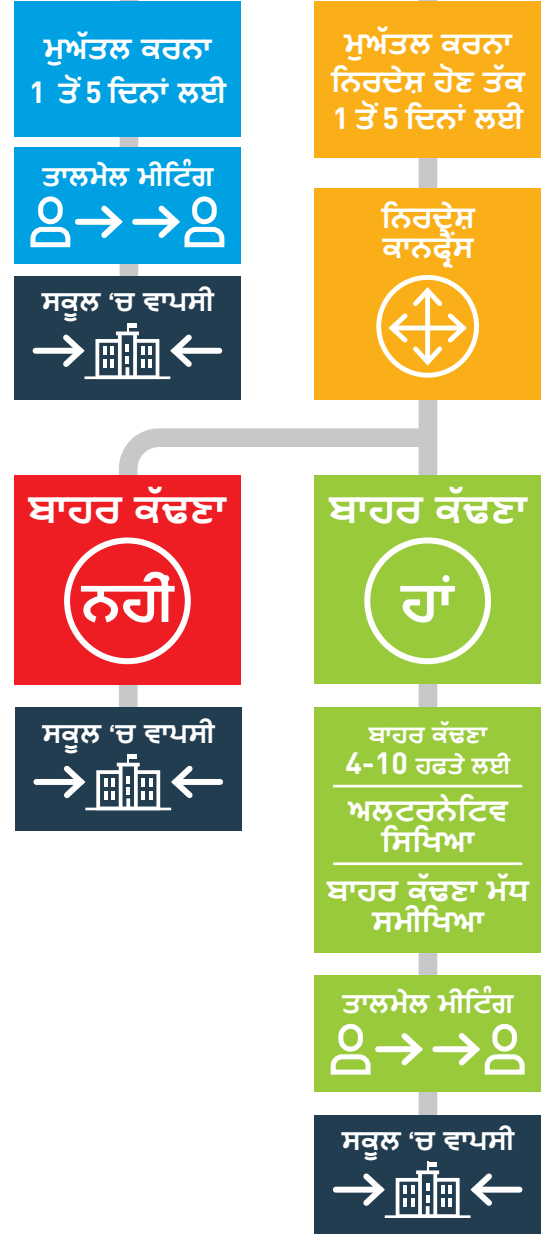 ਮੁਅੱਤਲ ਕਰਨਾ
1 ਤੋਂ 5 ਦਿਨਾਂ ਲਈ
ਤਾਲਮੇਲ ਮੀਟਿੰਗ
ਸਕੂਲ ‘ਚ ਵਾਪਸੀ
ਮੁਅੱਤਲ ਕਰਨਾ
ਨਿਰਦੇਸ਼ ਹੋਣ ਤੱਕ
1 ਤੋਂ 5 ਦਿਨਾਂ ਲਈ
ਨਿਰਦੇਸ਼
ਕਾਨਫ੍ਰੈਂਸ
ਬਾਹਰ ਕੱਢਣਾ
ਨਹੀਂ
ਸਕੂਲ ‘ਚ ਵਾਪਸੀ
ਬਾਹਰ ਕੱਢਣਾ
ਹਾਂ
ਬਾਹਰ ਕੱਢਣਾ
4-10 ਹਫਤੇ ਲਈ
ਅਲਟਰਨੇਟਿਵ
ਸਿਖਿਆ
ਬਾਹਰ ਕੱਢਣਾ ਮੱਧ
ਸਮੀਖਿਆ
ਤਾਲਮੇਲ ਮੀਟਿੰਗ
ਸਕੂਲ ‘ਚ ਵਾਪਸੀ